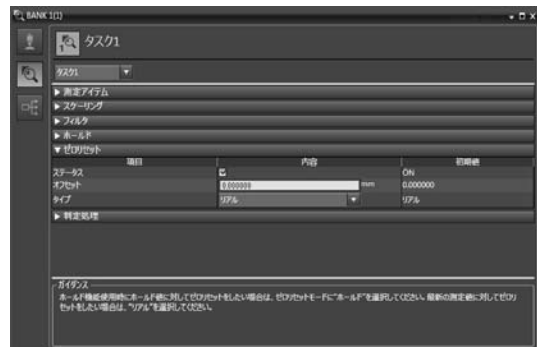 BANK 1(1)
タスク1
タスク1
▶ 測定アイテム
▶ スケーリング
▶ フィルタ
▶ ホールド
▼ ゼロリセット
項目 内容 初期値
ステータス ON
オフセット 0.000000 mm 0.000000
タイプ リアル リアル
▶ 判定処理
ガイダンス
ホールド機能使用時にホールド値に対してゼロリセットをしたい場合は、ゼロリセットモードに"ホールド"を選択してください。最新の測定値に対してゼロリ
セットをしたい場合は、"リアル"を選択してください。